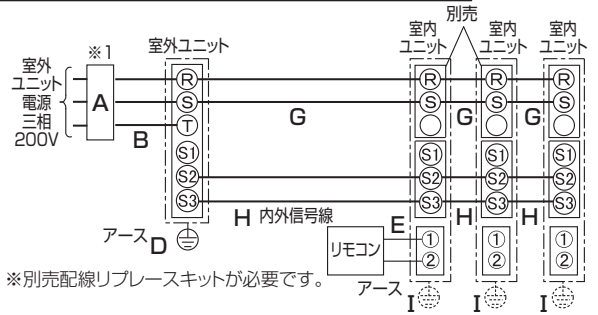 別売
室内
ユニット
室内
ユニット
室内
ユニット
※1
室外ユニット
室外
ユニット
電源
三相
200V
A
B
R
S
T
S1
S2
S3
G
G
G
R
S
S1
S2
S3
R
S
S1
S2
S3
R
S
S1
S2
S3
H 内外信号線
H
H
アース D
E
リモコン
1
2
1
2
1
2
アース
I
I
I
※別売配線リプレースキットが必要です。